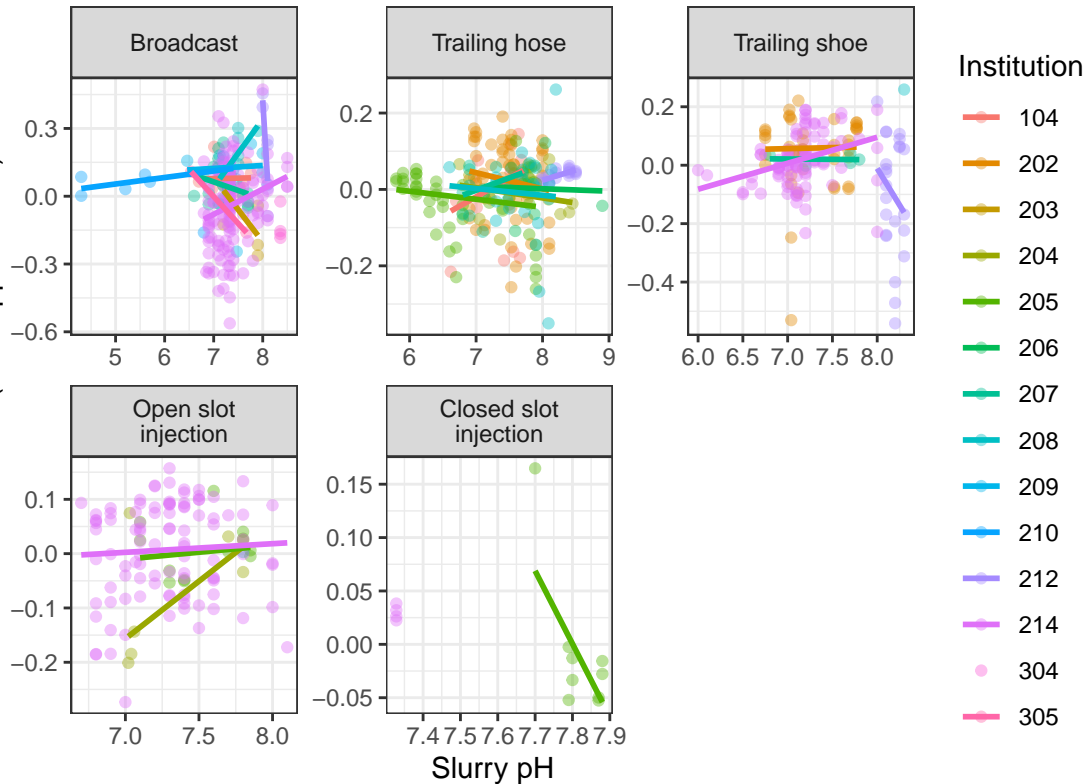 Broadcast
Trailing hose
Trailing shoe
Institution
0.3
0.0
−0.3
−0.6
5 6 7 8
0.2
0.0
−0.2
6 7 8 9
0.2
0.0
−0.2
−0.4
6.0 6.5 7.0 7.5 8.0
104
202
203
204
205
206
207
208
209
210
212
214
304
305
Open slot
injection
Closed slot
injection
0.1
0.0
−0.1
−0.2
7.0 7.5 8.0
0.15
0.10
0.05
0.00
−0.05
7.4 7.5 7.6 7.7 7.8 7.9
Slurry pH